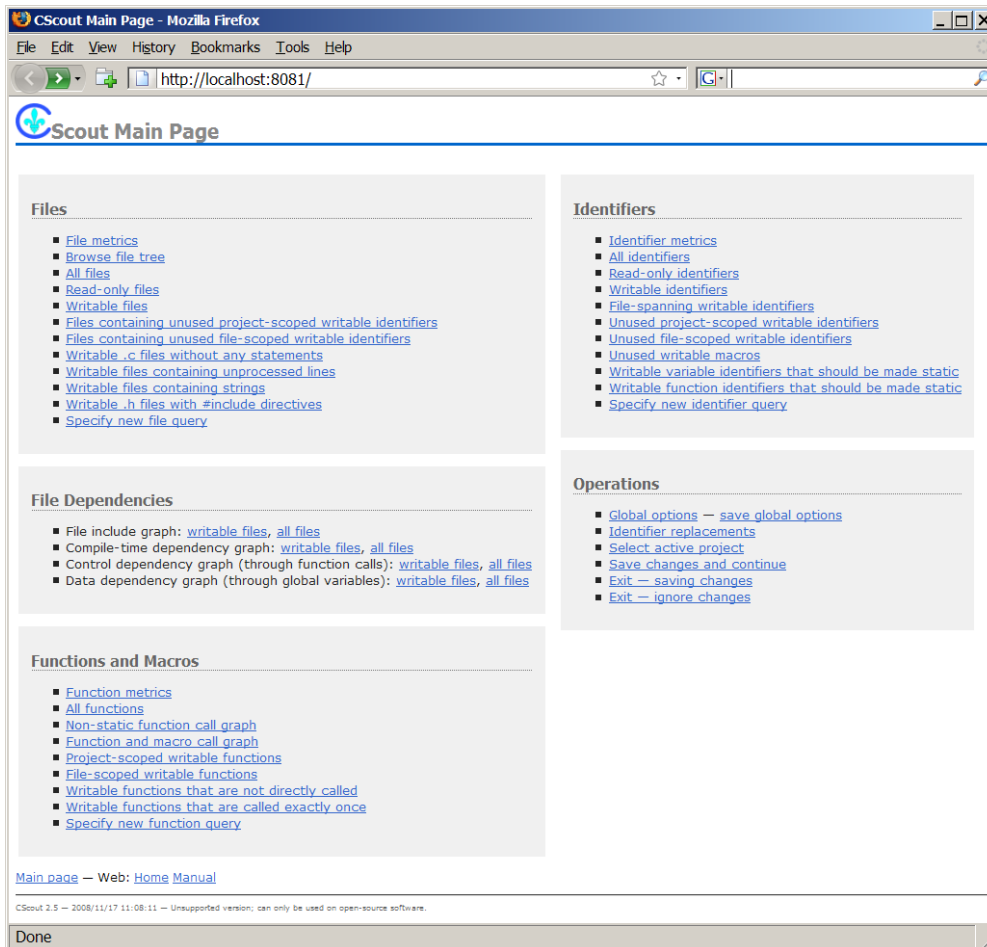 CScout Main Page - Mozilla Firefox
File Edit View History Bookmarks Tools Help
http://localhost:8081/
G
CScout Main Page
Files
File metrics
Browse file tree
All files
Read-only files
Writable files
Files containing unused project-scoped writable identifiers
Files containing unused file-scoped writable identifiers
Writable .c files without any statements
Writable files containing unprocessed lines
Writable files containing strings
Writable .h files with #include directives
Specify new file query
File Dependencies
File include graph: writable files, all files
Compile-time dependency graph: writable files, all files
Control dependency graph (through function calls): writable files, all files
Data dependency graph (through global variables): writable files, all files
Functions and Macros
Function metrics
All functions
Non-static function call graph
Function and macro call graph
Project-scoped writable functions
File-scoped writable functions
Writable functions that are not directly called
Writable functions that are called exactly once
Specify new function query
Identifiers
Identifier metrics
All identifiers
Read-only identifiers
Writable identifiers
File-spanning writable identifiers
Unused project-scoped writable identifiers
Unused file-scoped writable identifiers
Unused writable macros
Writable variable identifiers that should be made static
Writable function identifiers that should be made static
Specify new identifier query
Operations
Global options — save global options
Identifier replacements
Select active project
Save changes and continue
Exit — saving changes
Exit — ignore changes
Main page — Web: Home Manual
CScout 2.5 — 2008/11/17 11:08:11 — Unsupported version; can only be used on open-source software.
Done